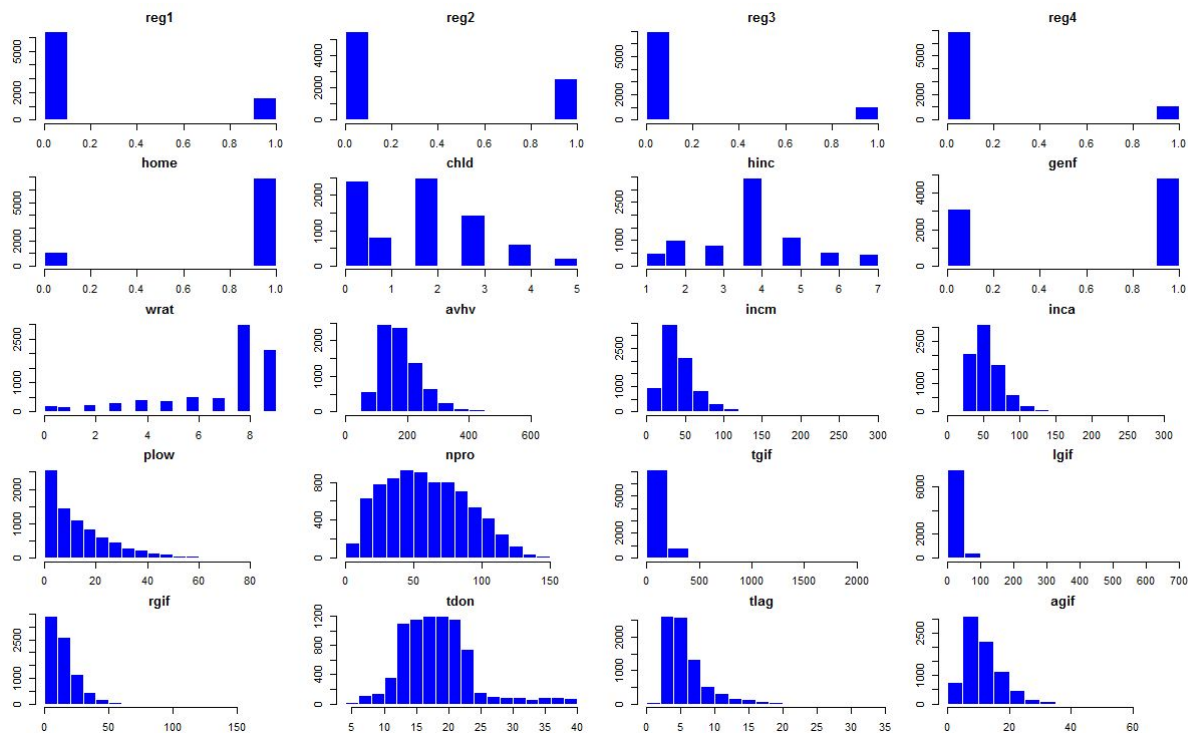 reg1 reg2 reg3 reg4
0 2000 5000
0 2000 4000
0 2000 5000
0 2000 5000
0.0 0.2 0.4 0.6 0.8 1.0
0.0 0.2 0.4 0.6 0.8 1.0
0.0 0.2 0.4 0.6 0.8 1.0
0.0 0.2 0.4 0.6 0.8 1.0
home chld hinc genf
0 2000 5000
0 1000 2000
0 1000 2500
0 2000 4000
0.0 0.2 0.4 0.6 0.8 1.0
0 1 2 3 4 5
1 2 3 4 5 6 7
0.0 0.2 0.4 0.6 0.8 1.0
wrat avhv incm inca
0 1000 2500
0 1000 2000
0 1000 2500
0 1000 2500
0 2 4 6 8
0 200 400 600
0 50 100 150 200 250 300
0 50 100 150 200 250 300
plow npro tgif lgif
0 1000 2000
0 400 800
0 2000 5000
0 2000 6000
0 20 40 60 80
0 50 100 150
0 500 1000 1500 2000
0 100 200 300 400 500 600 700
rgif tdon tlag agif
0 1000 2500
0 400 800 1200
0 1000 2000
0 1000 2500
0 50 100 150
5 10 15 20 25 30 35 40
0 5 10 15 20 25 30 35
0 20 40 60